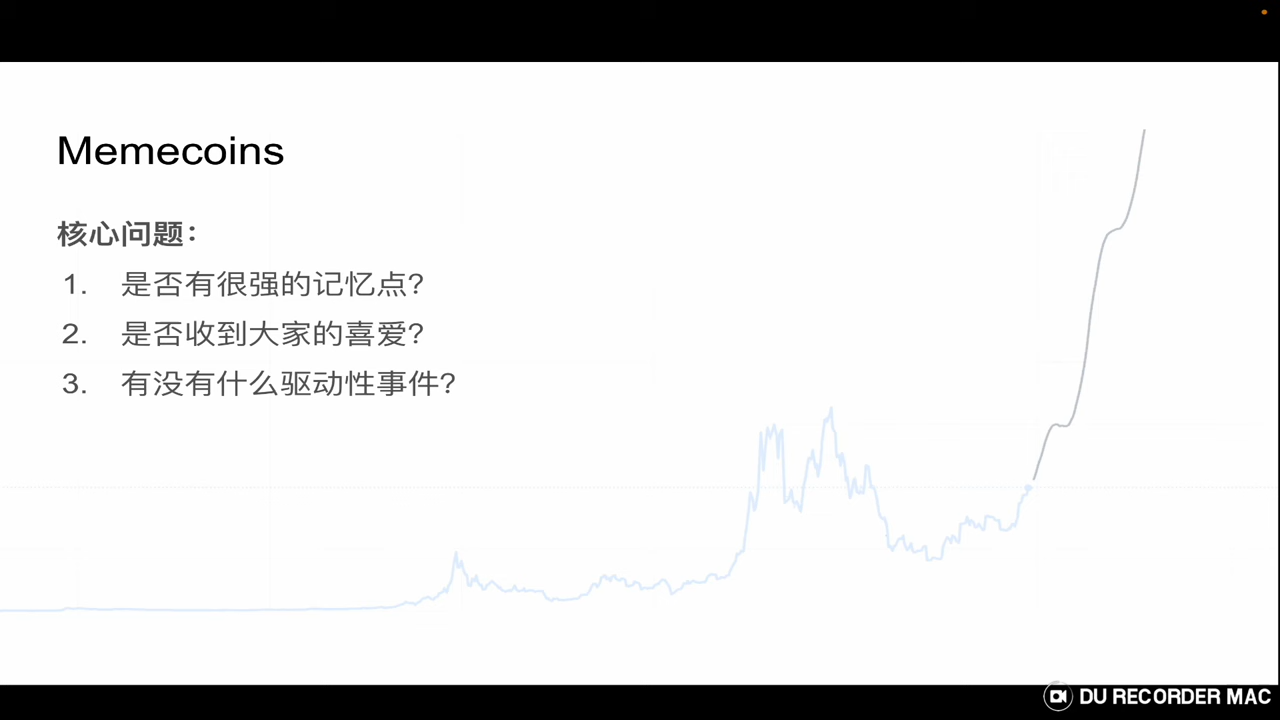 Memecoins
核心问题：
1. 是否有很强的记忆点？
2. 是否收到大家的喜爱？
3. 有没有什么驱动性事件？
DU RECORDER MAC